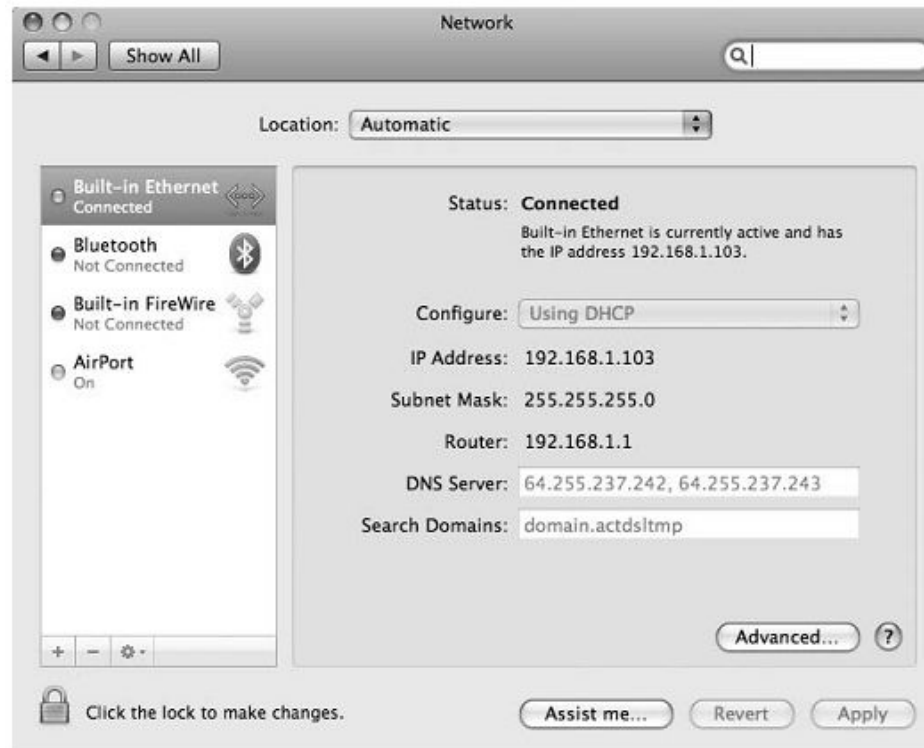 Network
Show All
Location: Automatic
Built-in Ethernet
Connected
Bluetooth
Not Connected
Built-in FireWire
Not Connected
AirPort
On
Status: Connected
Built-in Ethernet is currently active and has
the IP address 192.168.1.103.
Configure: Using DHCP
IP Address: 192.168.1.103
Subnet Mask: 255.255.255.0
Router: 192.168.1.1
DNS Server: 64.255.237.242, 64.255.237.243
Search Domains: domain.actdsltmp
Advanced... ?
Click the lock to make changes.
Assist me... Revert Apply